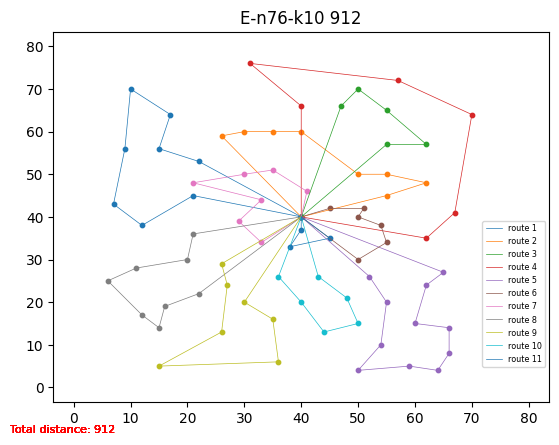 E-n76-k10 912
80
70
60
50
40
30
20
10
0
0 10 20 30 40 50 60 70 80
route 1
route 2
route 3
route 4
route 5
route 6
route 7
route 8
route 9
route 10
route 11
Total distance: 912